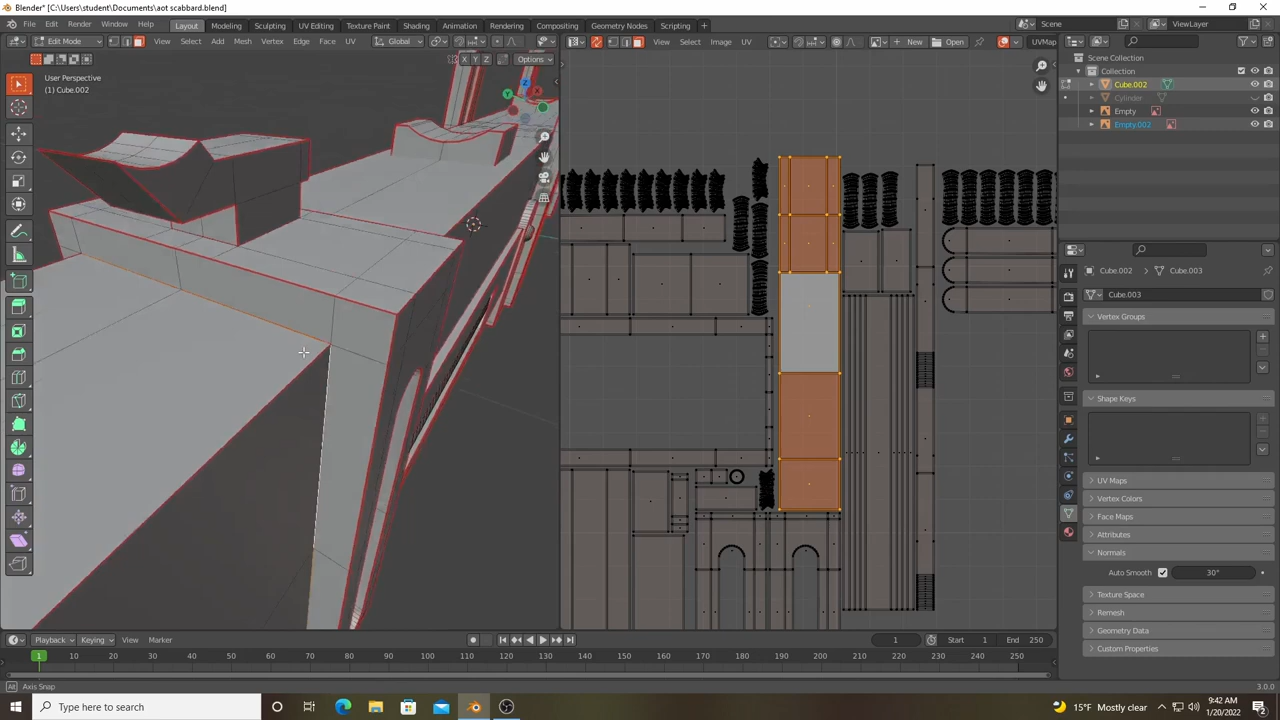 Blender* [C:\Users\student\Documents\aot scabbard.blend]
File Edit Render Window Help Layout Modeling Sculpting UV Editing Texture Paint Shading Animation Rendering Compositing Geometry Nodes Scripting + Scene ViewLayer
Edit Mode View Select Add Mesh Vertex Edge Face UV Global View Select Image UV New Open UVMap
X Y Z Options
Scene Collection
Collection
User Perspective
(1) Cube.002
Cube.002
Cylinder
Empty
Empty.002
Cube.002 Cube.003
Cube.003
Vertex Groups
Shape Keys
UV Maps
Vertex Colors
Face Maps
Attributes
Normals
Auto Smooth 30°
Texture Space
Remesh
Geometry Data
Custom Properties
Playback Keying View Marker 1 Start 1 End 250
1 10 20 30 40 50 60 70 80 90 100 110 120 130 140 150 160 170 180 190 200 210 220 230 240 250
Alt Axis Snap 3.0.0
Type here to search 15°F Mostly clear 9:42 AM
1/20/2022 2